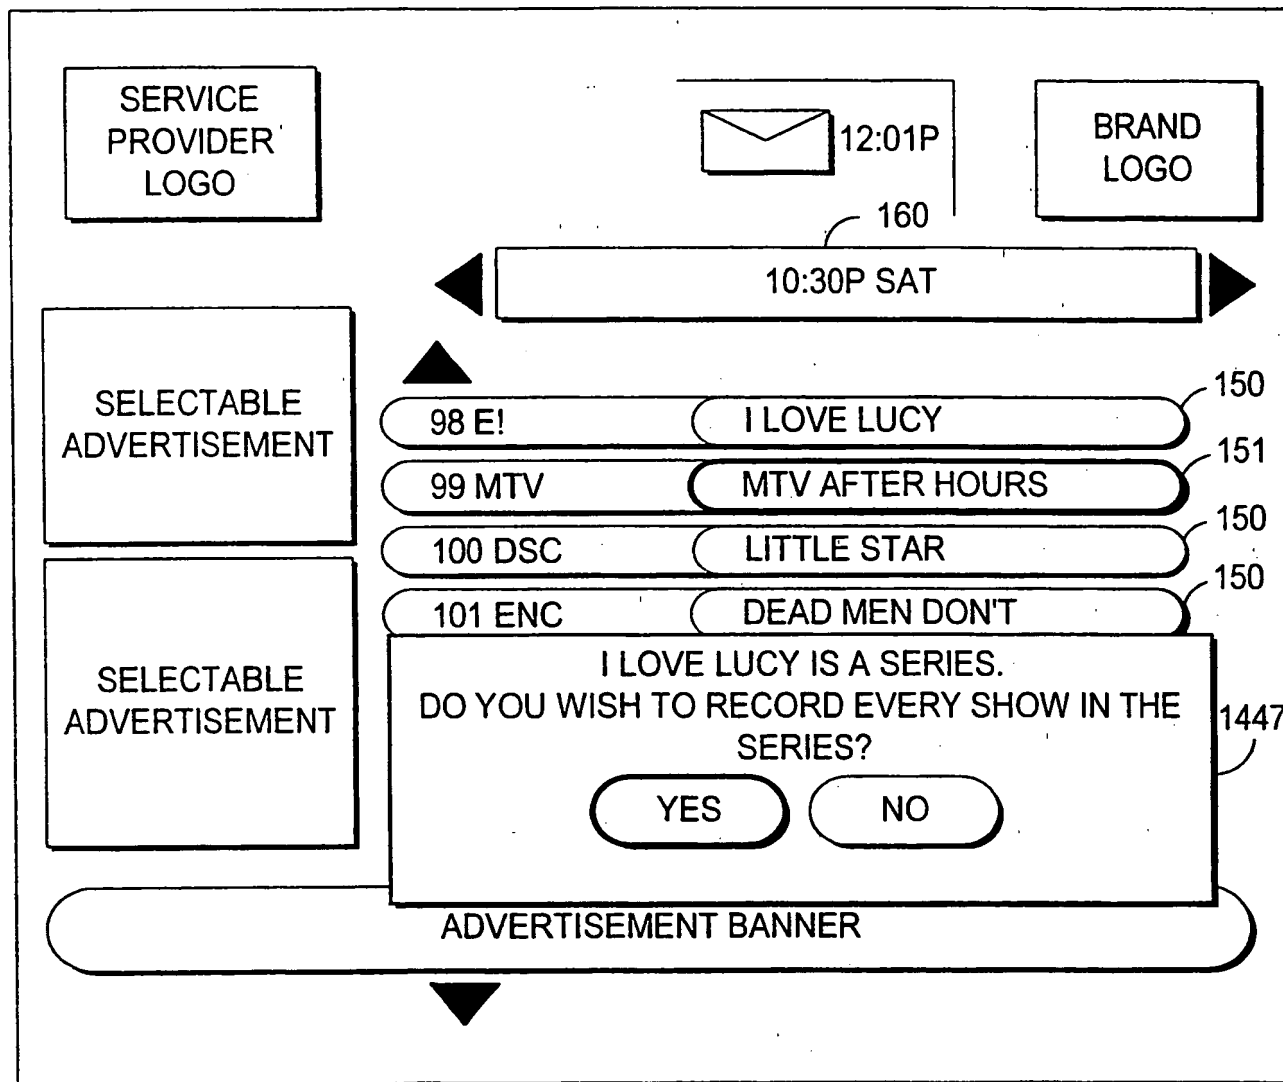 SERVICE
PROVIDER
LOGO
12:01P
BRAND
LOGO
160
10:30P SAT
SELECTABLE
ADVERTISEMENT
98 E! I LOVE LUCY 150
99 MTV MTV AFTER HOURS 151
100 DSC LITTLE STAR 150
101 ENC DEAD MEN DON'T 150
SELECTABLE
ADVERTISEMENT
I LOVE LUCY IS A SERIES.
DO YOU WISH TO RECORD EVERY SHOW IN THE
SERIES?
1447
YES NO
ADVERTISEMENT BANNER